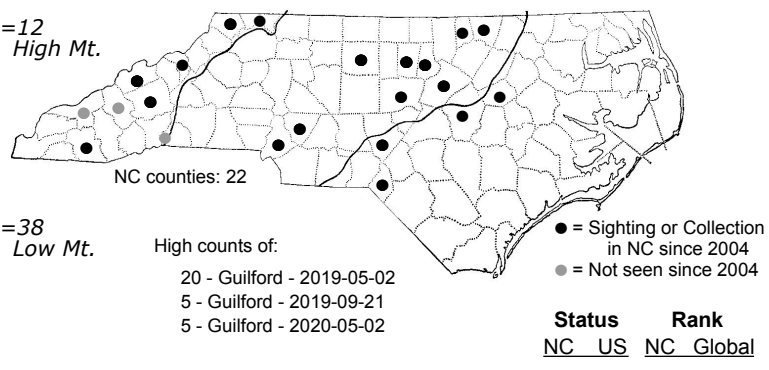 =12
High Mt.
NC counties: 22
=38
Low Mt.
High counts of:
20 - Guilford - 2019-05-02
5 - Guilford - 2019-09-21
5 - Guilford - 2020-05-02
= Sighting or Collection
in NC since 2004
= Not seen since 2004
Status Rank
NC US NC Global